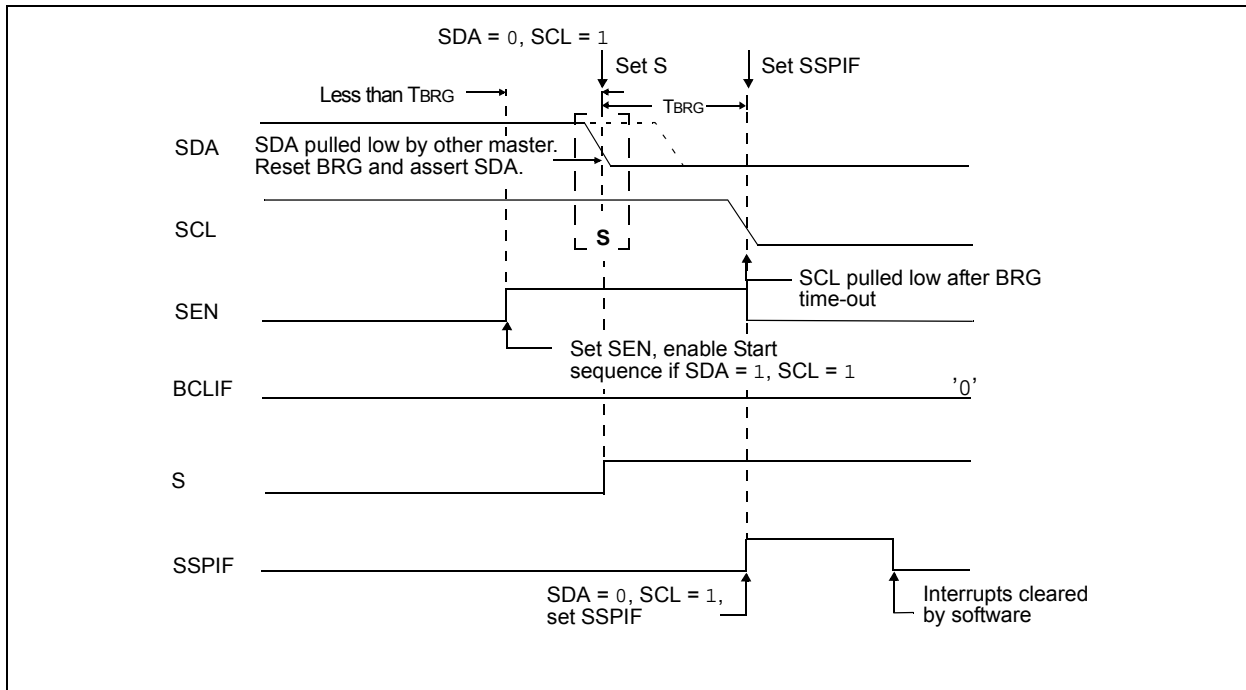 SDA = 0, SCL = 1
Set S
Set SSPIF
Less than TBRG
TBRG
SDA
SDA pulled low by other master.
Reset BRG and assert SDA.
SCL
S
SCL pulled low after BRG
time-out
SEN
Set SEN, enable Start
sequence if SDA = 1, SCL = 1
BCLIF
'0'
S
SSPIF
SDA = 0, SCL = 1,
set SSPIF
Interrupts cleared
by software